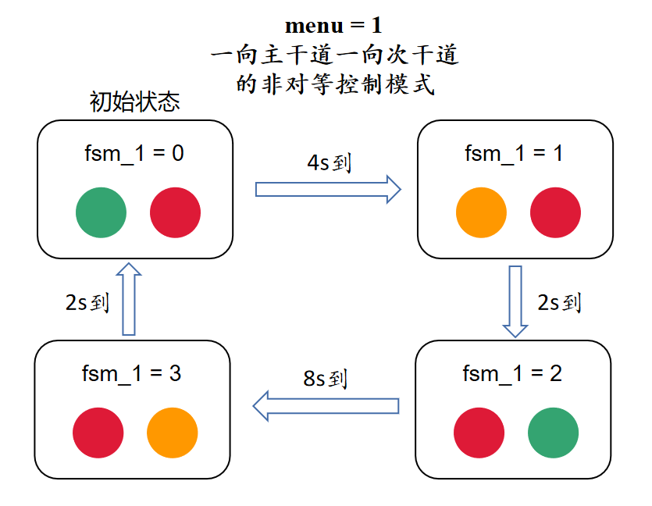 menu = 1
一向主干道一向次干道
的非对等控制模式
初始状态
fsm_1 = 0
4s到
fsm_1 = 1
2s到
2s到
fsm_1 = 3
8s到
fsm_1 = 2